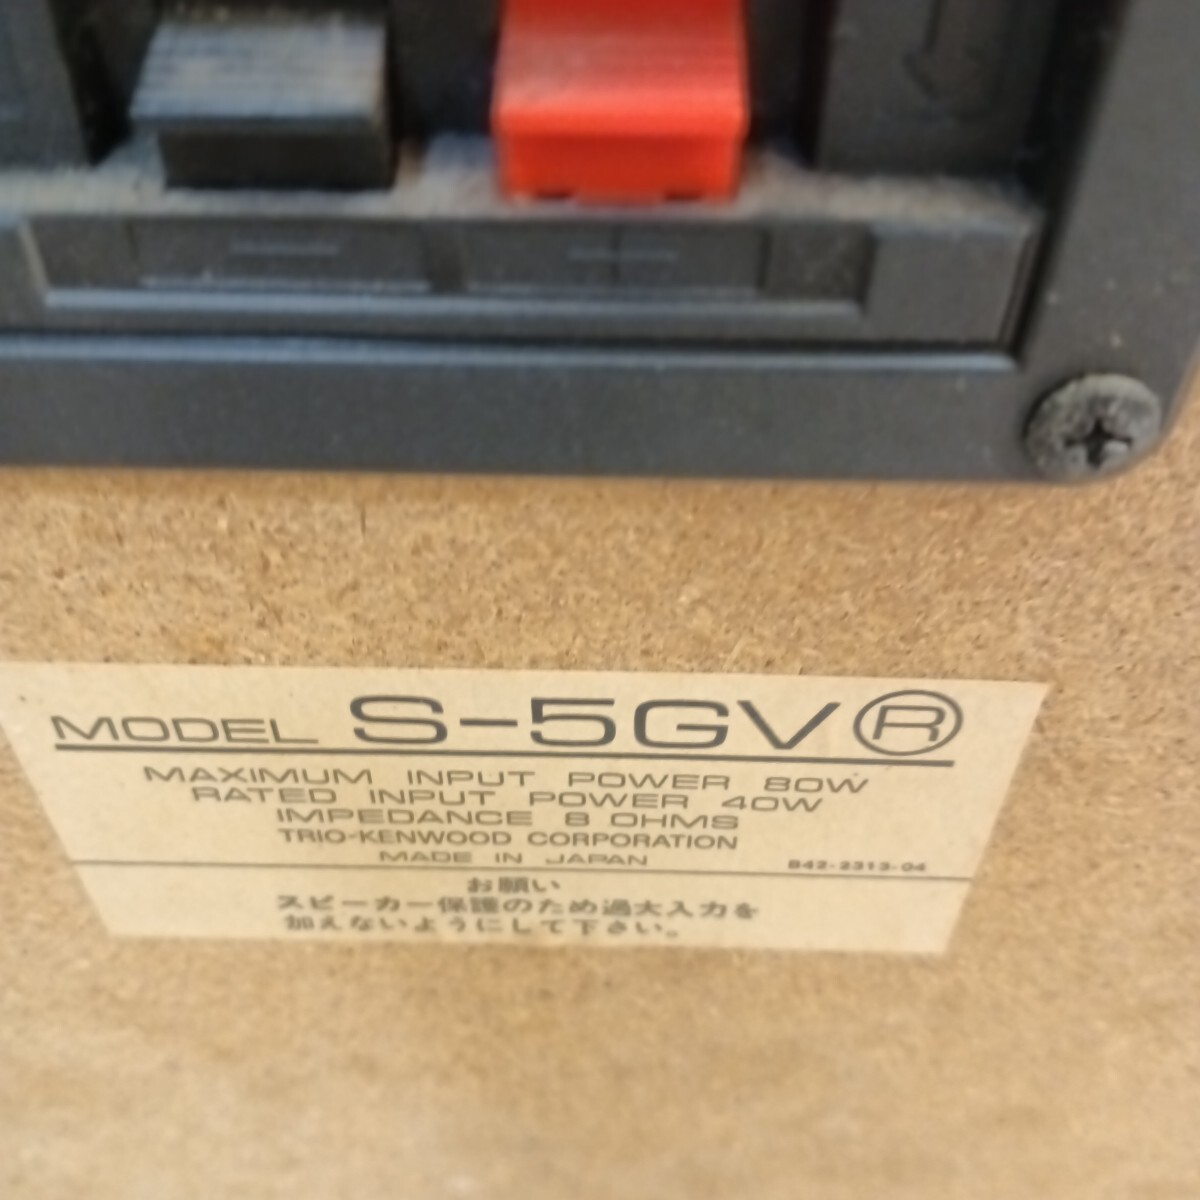 − +
MODEL S-5GV Ⓡ
MAXIMUM INPUT POWER 80W
RATED INPUT POWER 40W
IMPEDANCE 8 OHMS
TRIO-KENWOOD CORPORATION
MADE IN JAPAN B42-2313-04
お願い
スピーカー保護のため過大入力を
加えないようにして下さい。